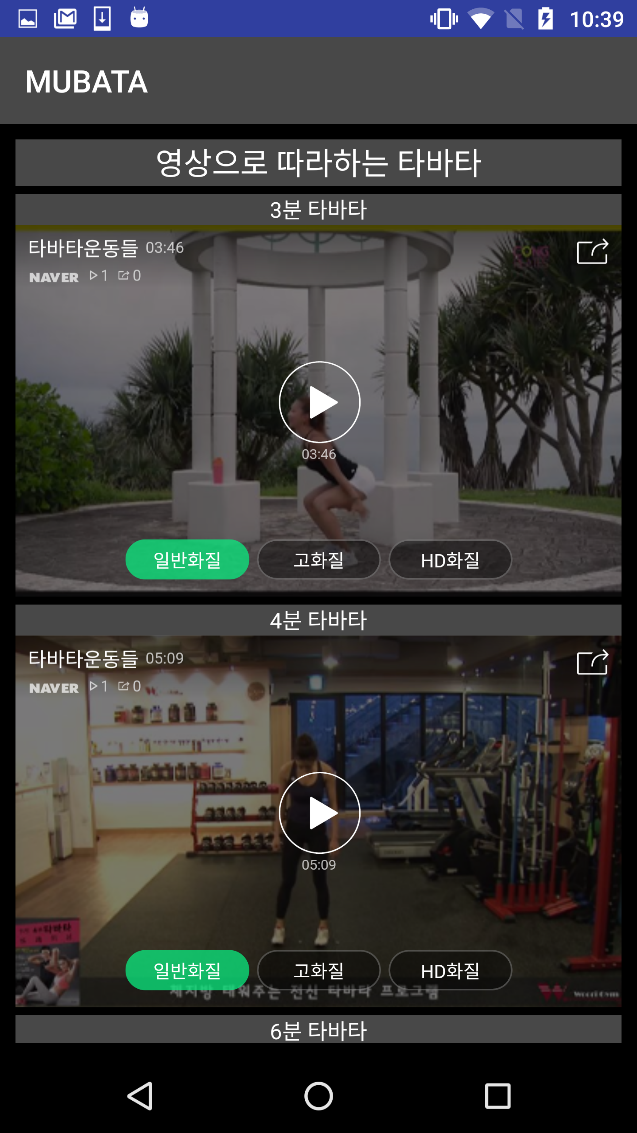 10:39
MUBATA
영상으로 따라하는 타바타
3분 타바타
타바타운동들 03:46
NAVER 1 0
03:46
일반화질 고화질 HD화질
4분 타바타
타바타운동들 05:09
NAVER 1 0
05:09
일반화질 고화질 HD화질
체지방 태워주는 전신 타바타 프로그램
6분 타바타